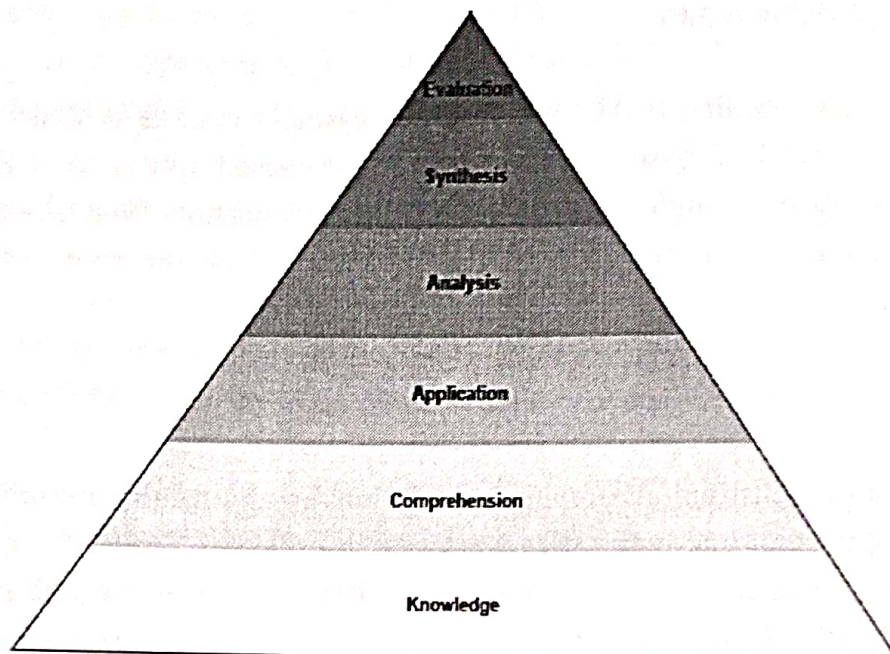 Evaluation
Synthesis
Analysis
Application
Comprehension
Knowledge